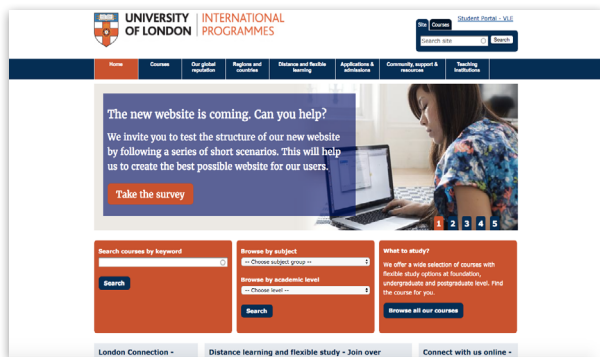 UNIVERSITY OF LONDON
INTERNATIONAL PROGRAMMES
Student Portal - VLE
Site
Courses
Search site
Search
Home
Courses
Our global reputation
Regions and countries
Distance and flexible learning
Applications & admissions
Community, support & resources
Teaching institutions
The new website is coming. Can you help?
We invite you to test the structure of our new website
by following a series of short scenarios. This will help
us to create the best possible website for our users.
Take the survey
1 2 3 4 5
Search courses by keyword
Search
Browse by subject
-- Choose subject group --
Browse by academic level
-- Choose level --
Search
What to study?
We offer a wide selection of courses with
flexible study options at foundation,
undergraduate and postgraduate level. Find
the course for you.
Browse all our courses
London Connection -
Distance learning and flexible study - Join over
Connect with us online -